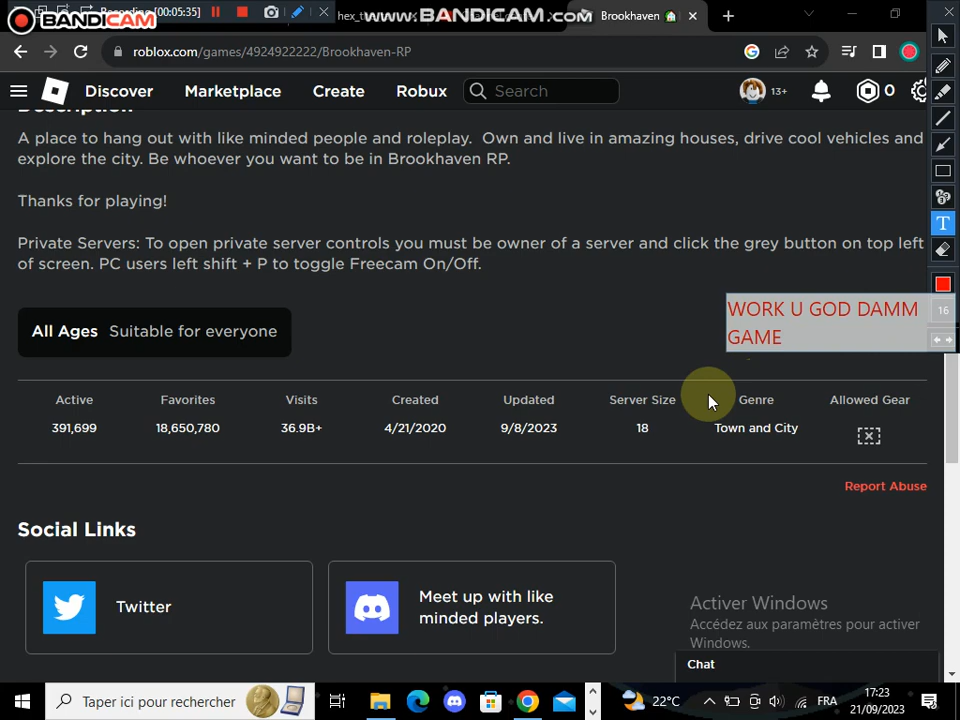 Recording [00:05:35]
BANDICAM
www.BANDICAM.com
hex_t
Brookhaven
roblox.com/games/4924922222/Brookhaven-RP
Discover
Marketplace
Create
Robux
Search
13+
0
Description
A place to hang out with like minded people and roleplay. Own and live in amazing houses, drive cool vehicles and
explore the city. Be whoever you want to be in Brookhaven RP.
Thanks for playing!
Private Servers: To open private server controls you must be owner of a server and click the grey button on top left
of screen. PC users left shift + P to toggle Freecam On/Off.
WORK U GOD DAMM
GAME
16
T
All Ages Suitable for everyone
Active Favorites Visits Created Updated Server Size Genre Allowed Gear
391,699 18,650,780 36.9B+ 4/21/2020 9/8/2023 18 Town and City
Report Abuse
Social Links
Twitter
Meet up with like
minded players.
Activer Windows
Accédez aux paramètres pour activer
Windows.
Chat
Taper ici pour rechercher
22°C
FRA
17:23
21/09/2023